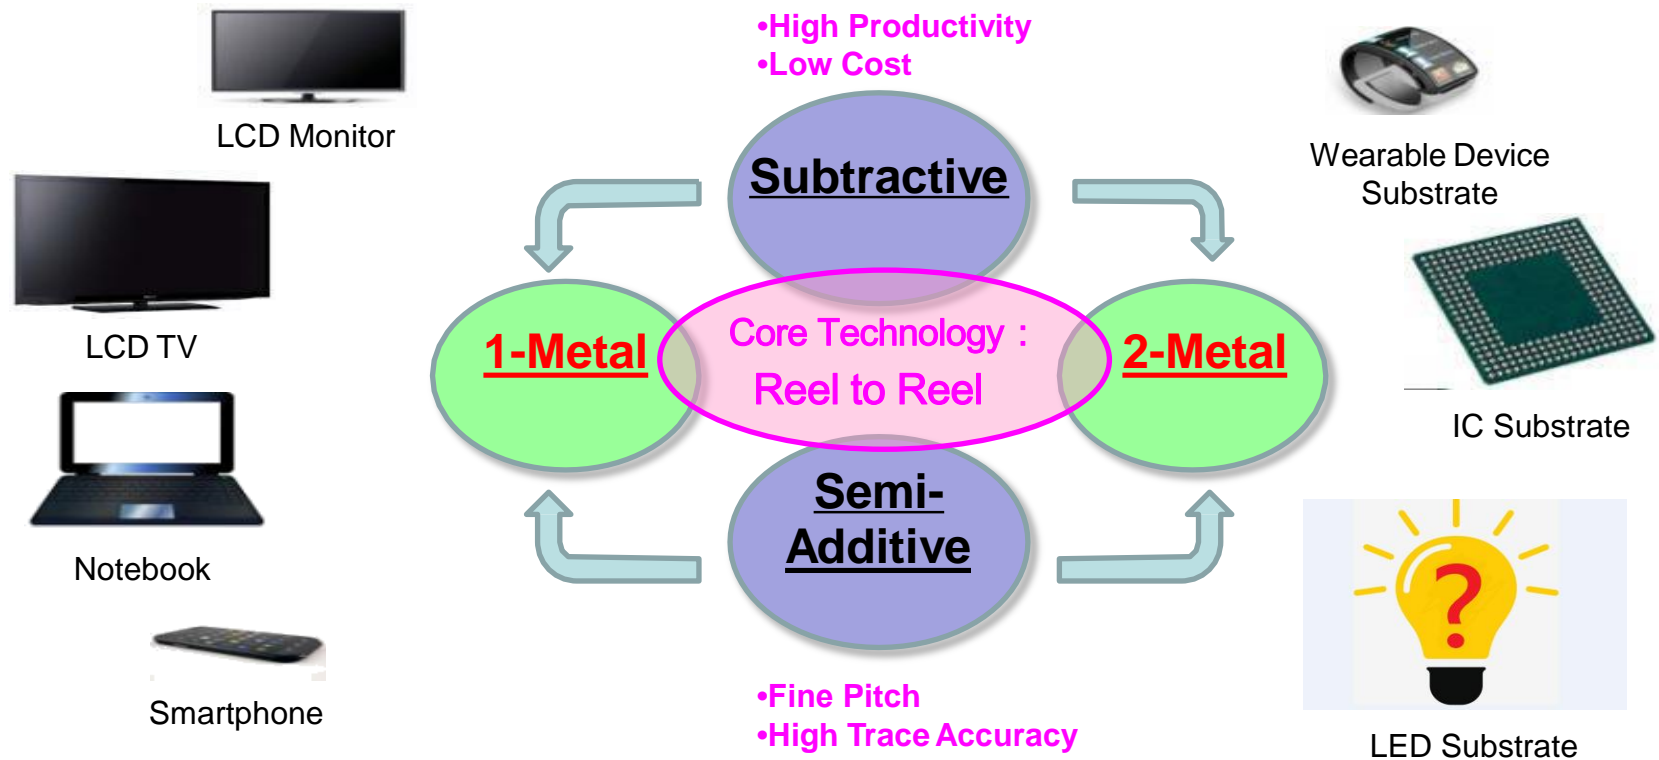 •High Productivity
•Low Cost
LCD Monitor
Wearable Device
Substrate
Subtractive
LCD TV
1-Metal
Core Technology :
Reel to Reel
2-Metal
IC Substrate
Notebook
Semi-
Additive
?
Smartphone
•Fine Pitch
•High Trace Accuracy
LED Substrate